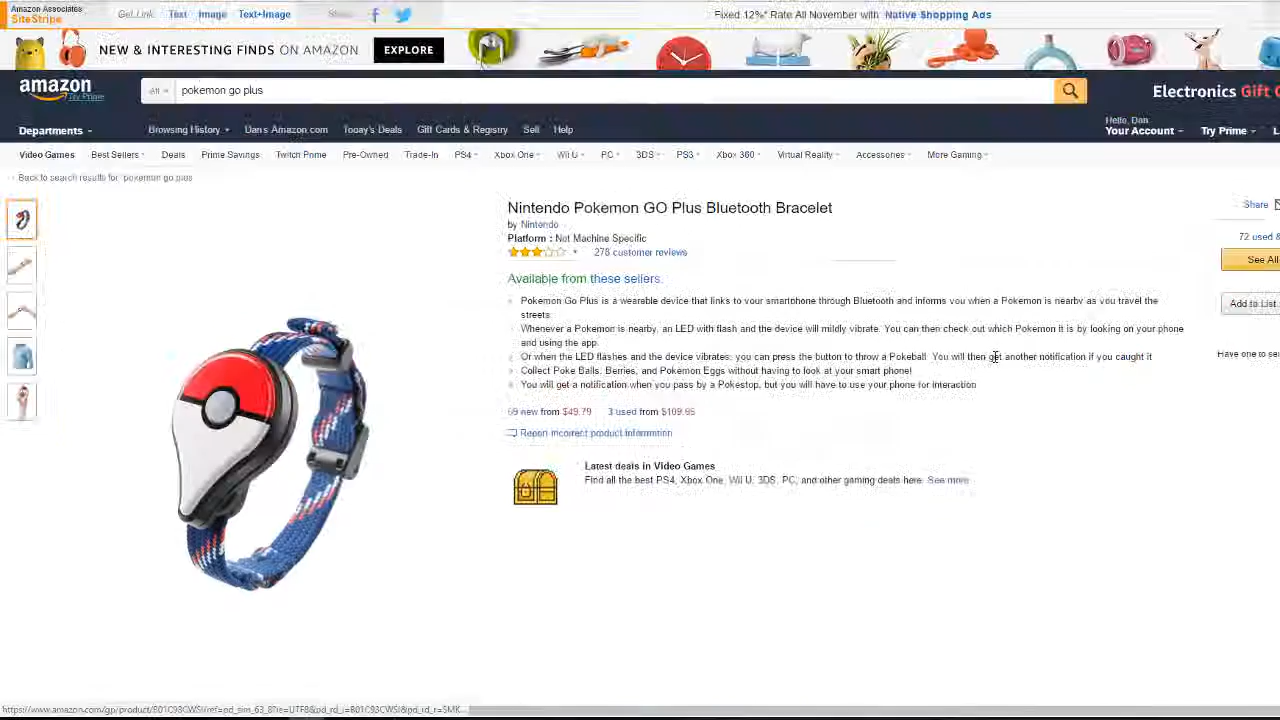 Amazon Associates
SiteStripe
Get Link:
Text
Image
Text+Image
Share:
Fixed 12%* Rate All November with Native Shopping Ads
NEW & INTERESTING FINDS ON AMAZON
EXPLORE
amazon
Try Prime
All
pokemon go plus
Electronics Gift
Departments
Browsing History
Dan's Amazon.com
Today's Deals
Gift Cards & Registry
Sell
Help
Hello, Dan
Your Account
Try Prime
Video Games
Best Sellers
Deals
Prime Savings
Twitch Prime
Pre-Owned
Trade-In
PS4
Xbox One
Wii U
PC
3DS
PS3
Xbox 360
Virtual Reality
Accessories
More Gaming
Back to search results for "pokemon go plus"
Nintendo Pokemon GO Plus Bluetooth Bracelet
Share
by Nintendo
Platform : Not Machine Specific
72 used &
278 customer reviews
See All
Available from these sellers.
Pokemon Go Plus is a wearable device that links to your smartphone through Bluetooth and informs you when a Pokemon is nearby as you travel the
streets
Add to List
Whenever a Pokemon is nearby, an LED with flash and the device will mildly vibrate. You can then check out which Pokemon it is by looking on your phone
and using the app.
Or when the LED flashes and the device vibrates: you can press the button to throw a Pokeball. You will then get another notification if you caught it
Have one to
Collect Poke Balls, Berries, and Pokemon Eggs without having to look at your smart phone!
You will get a notification when you pass by a Pokestop, but you will have to use your phone for interaction
new from $49.79
3 used from $109.95
Report incorrect product information
Latest deals in Video Games
Find all the best PS4, Xbox One, Wii U, 3DS, PC, and other gaming deals here. See more